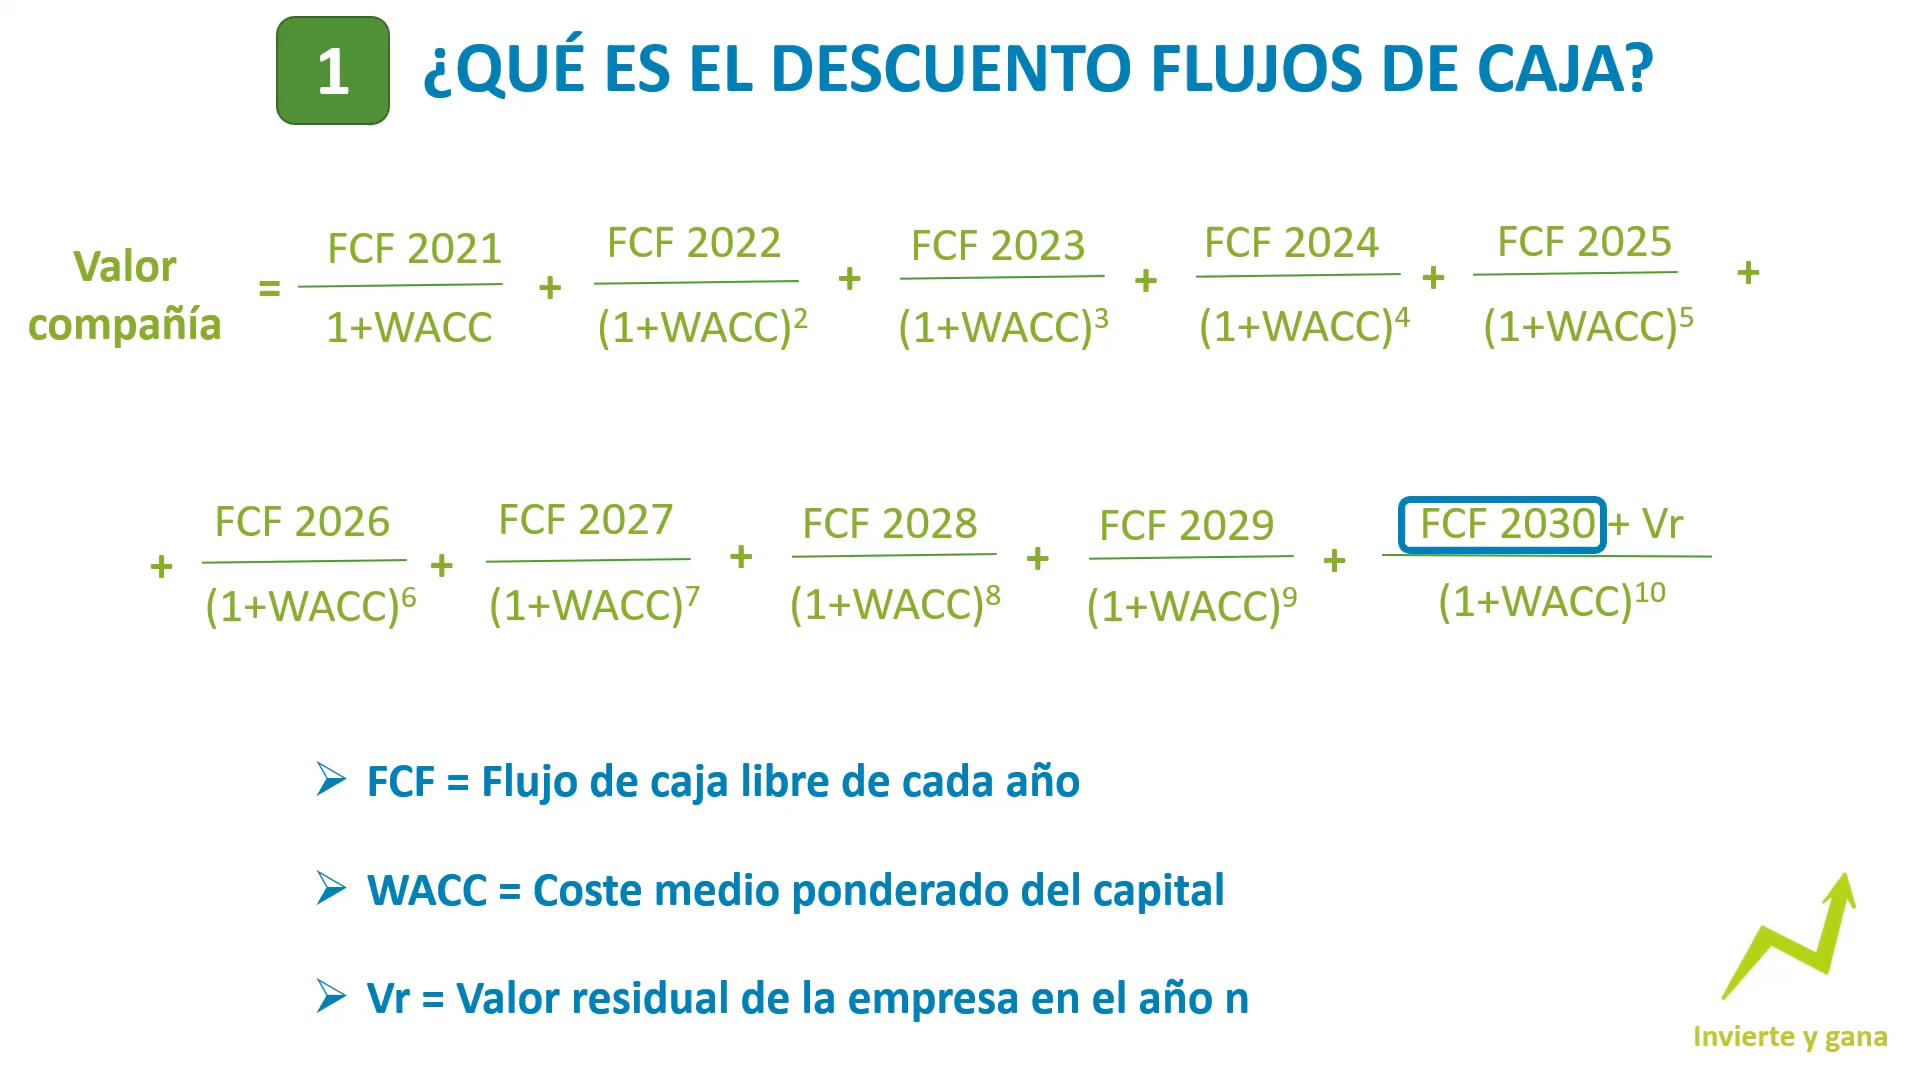 1 ¿QUÉ ES EL DESCUENTO FLUJOS DE CAJA?
Valor compañía = FCF 2021 / 1+WACC + FCF 2022 / (1+WACC)² + FCF 2023 / (1+WACC)³ + FCF 2024 / (1+WACC)⁴ + FCF 2025 / (1+WACC)⁵ +
+ FCF 2026 / (1+WACC)⁶ + FCF 2027 / (1+WACC)⁷ + FCF 2028 / (1+WACC)⁸ + FCF 2029 / (1+WACC)⁹ + FCF 2030 + Vr / (1+WACC)¹⁰
➢ FCF = Flujo de caja libre de cada año
➢ WACC = Coste medio ponderado del capital
➢ Vr = Valor residual de la empresa en el año n
Invierte y gana